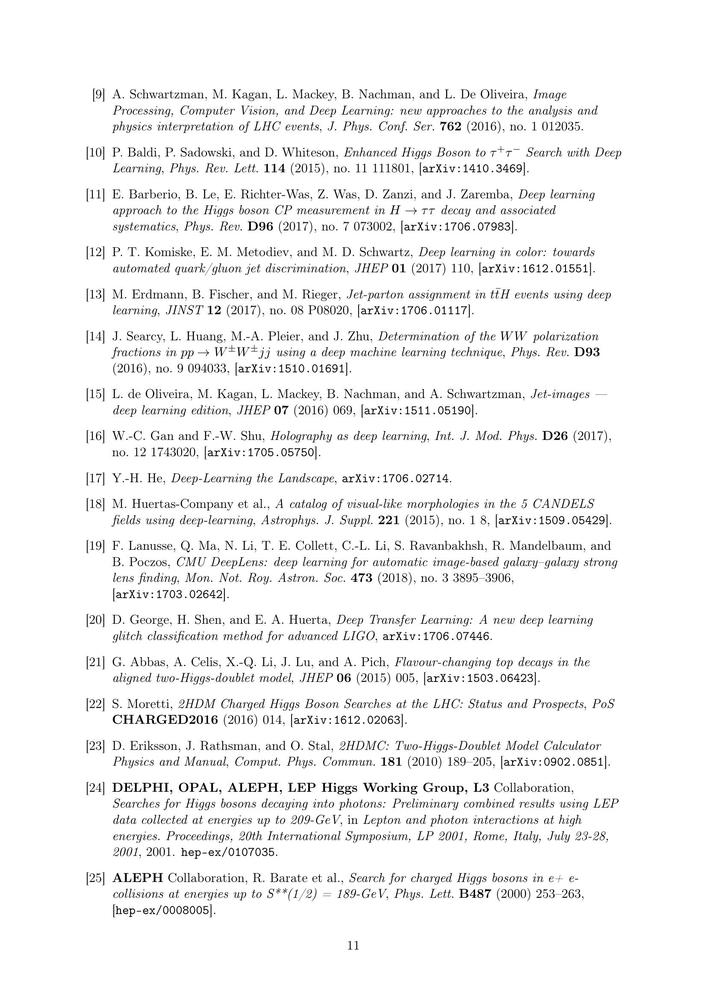 [9] A. Schwartzman, M. Kagan, L. Mackey, B. Nachman, and L. De Oliveira, Image
Processing, Computer Vision, and Deep Learning: new approaches to the analysis and
physics interpretation of LHC events, J. Phys. Conf. Ser. 762 (2016), no. 1 012035.
[10] P. Baldi, P. Sadowski, and D. Whiteson, Enhanced Higgs Boson to τ⁺τ⁻ Search with Deep
Learning, Phys. Rev. Lett. 114 (2015), no. 11 111801, [arXiv:1410.3469].
[11] E. Barberio, B. Le, E. Richter-Was, Z. Was, D. Zanzi, and J. Zaremba, Deep learning
approach to the Higgs boson CP measurement in H → ττ decay and associated
systematics, Phys. Rev. D96 (2017), no. 7 073002, [arXiv:1706.07983].
[12] P. T. Komiske, E. M. Metodiev, and M. D. Schwartz, Deep learning in color: towards
automated quark/gluon jet discrimination, JHEP 01 (2017) 110, [arXiv:1612.01551].
[13] M. Erdmann, B. Fischer, and M. Rieger, Jet-parton assignment in tt̄H events using deep
learning, JINST 12 (2017), no. 08 P08020, [arXiv:1706.01117].
[14] J. Searcy, L. Huang, M.-A. Pleier, and J. Zhu, Determination of the WW polarization
fractions in pp → W±W±jj using a deep machine learning technique, Phys. Rev. D93
(2016), no. 9 094033, [arXiv:1510.01691].
[15] L. de Oliveira, M. Kagan, L. Mackey, B. Nachman, and A. Schwartzman, Jet-images —
deep learning edition, JHEP 07 (2016) 069, [arXiv:1511.05190].
[16] W.-C. Gan and F.-W. Shu, Holography as deep learning, Int. J. Mod. Phys. D26 (2017),
no. 12 1743020, [arXiv:1705.05750].
[17] Y.-H. He, Deep-Learning the Landscape, arXiv:1706.02714.
[18] M. Huertas-Company et al., A catalog of visual-like morphologies in the 5 CANDELS
fields using deep-learning, Astrophys. J. Suppl. 221 (2015), no. 1 8, [arXiv:1509.05429].
[19] F. Lanusse, Q. Ma, N. Li, T. E. Collett, C.-L. Li, S. Ravanbakhsh, R. Mandelbaum, and
B. Poczos, CMU DeepLens: deep learning for automatic image-based galaxy–galaxy strong
lens finding, Mon. Not. Roy. Astron. Soc. 473 (2018), no. 3 3895–3906,
[arXiv:1703.02642].
[20] D. George, H. Shen, and E. A. Huerta, Deep Transfer Learning: A new deep learning
glitch classification method for advanced LIGO, arXiv:1706.07446.
[21] G. Abbas, A. Celis, X.-Q. Li, J. Lu, and A. Pich, Flavour-changing top decays in the
aligned two-Higgs-doublet model, JHEP 06 (2015) 005, [arXiv:1503.06423].
[22] S. Moretti, 2HDM Charged Higgs Boson Searches at the LHC: Status and Prospects, PoS
CHARGED2016 (2016) 014, [arXiv:1612.02063].
[23] D. Eriksson, J. Rathsman, and O. Stal, 2HDMC: Two-Higgs-Doublet Model Calculator
Physics and Manual, Comput. Phys. Commun. 181 (2010) 189–205, [arXiv:0902.0851].
[24] DELPHI, OPAL, ALEPH, LEP Higgs Working Group, L3 Collaboration,
Searches for Higgs bosons decaying into photons: Preliminary combined results using LEP
data collected at energies up to 209-GeV, in Lepton and photon interactions at high
energies. Proceedings, 20th International Symposium, LP 2001, Rome, Italy, July 23-28,
2001, 2001. hep-ex/0107035.
[25] ALEPH Collaboration, R. Barate et al., Search for charged Higgs bosons in e+ e-
collisions at energies up to S**(1/2) = 189-GeV, Phys. Lett. B487 (2000) 253–263,
[hep-ex/0008005].
11